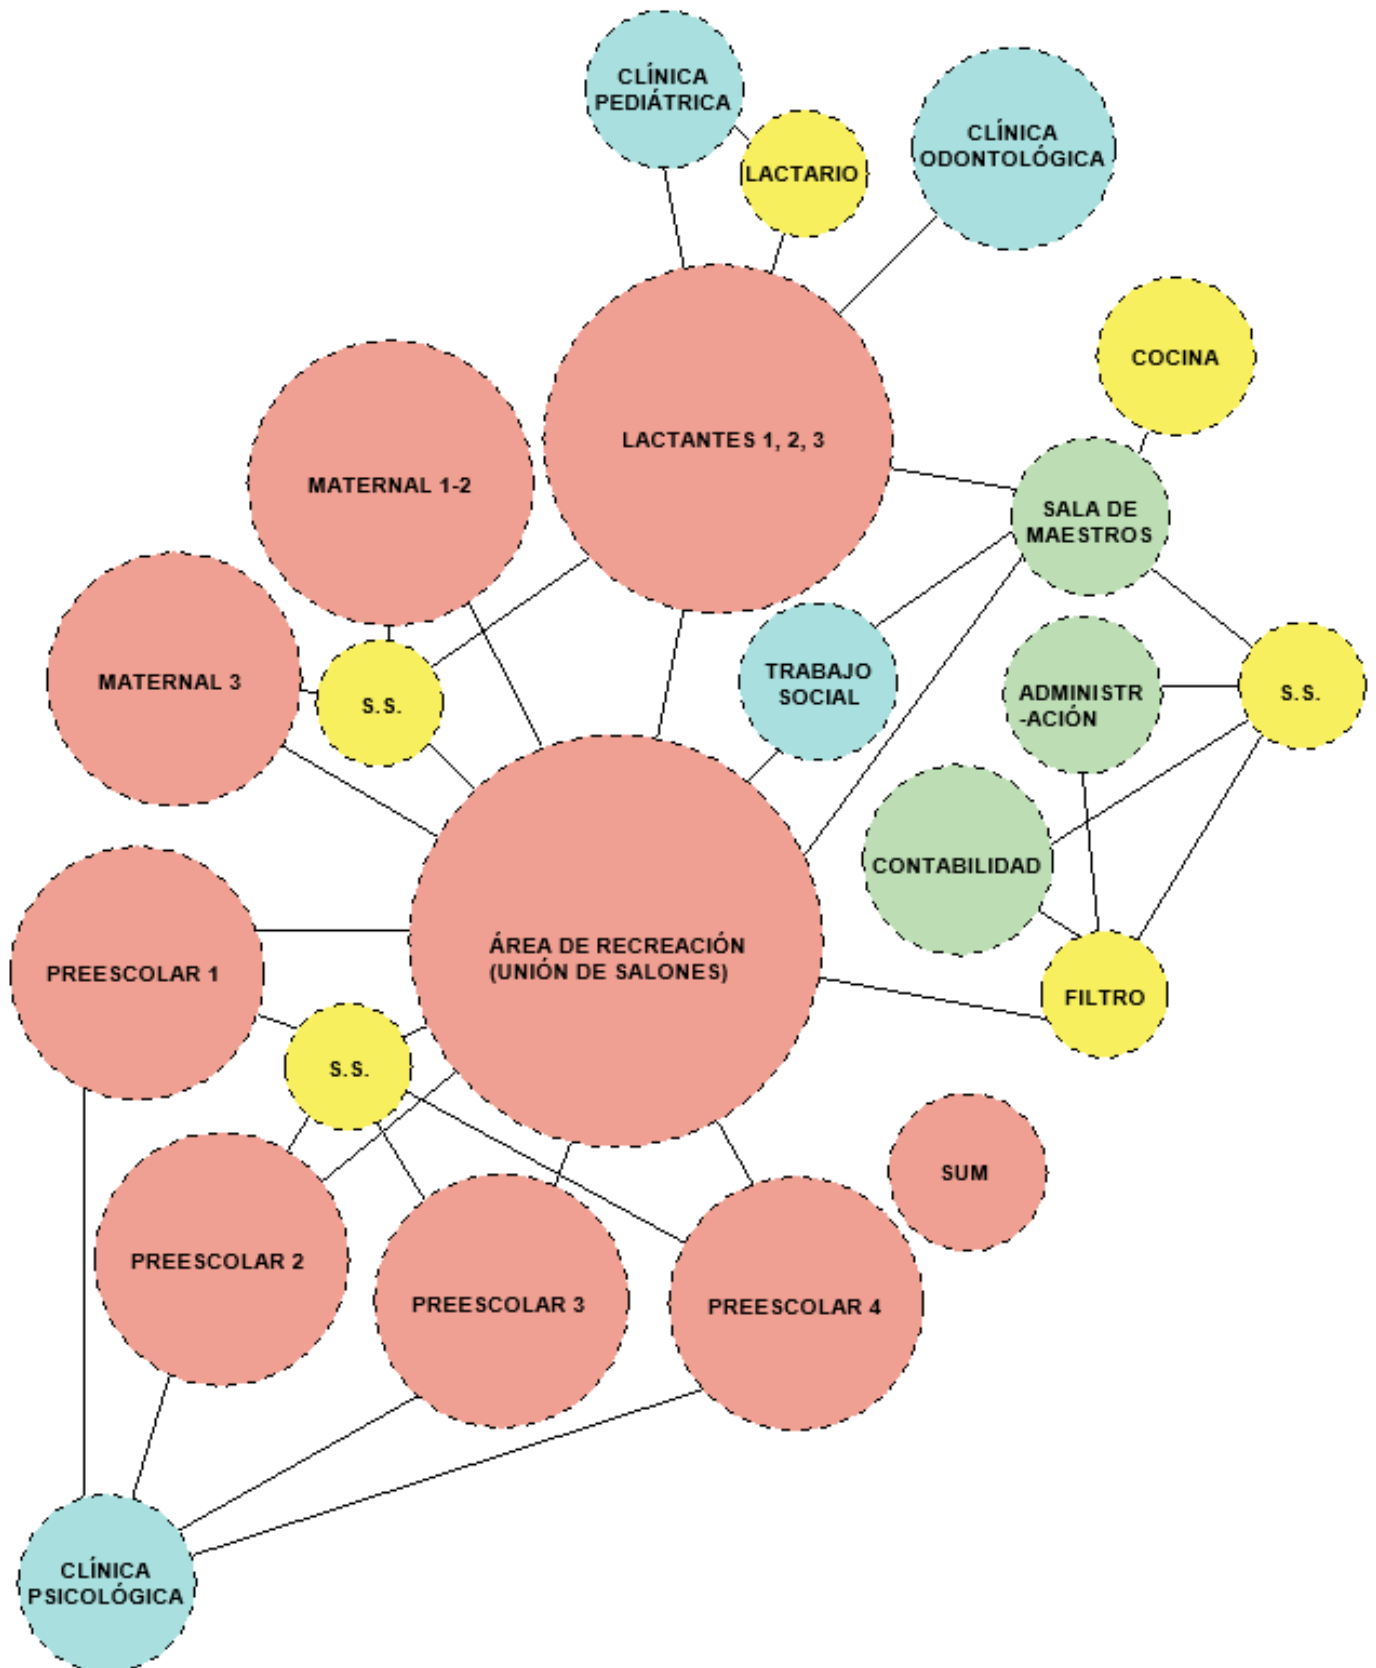 CLÍNICA
PEDIÁTRICA
LACTARIO
CLÍNICA
ODONTOLÓGICA
COCINA
LACTANTES 1, 2, 3
MATERNAL 1-2
SALA DE
MAESTROS
MATERNAL 3
S.S.
TRABAJO
SOCIAL
ADMINISTR
-ACIÓN
S.S.
CONTABILIDAD
ÁREA DE RECREACIÓN
(UNIÓN DE SALONES)
PREESCOLAR 1
FILTRO
S.S.
SUM
PREESCOLAR 2
PREESCOLAR 3
PREESCOLAR 4
CLÍNICA
PSICOLÓGICA